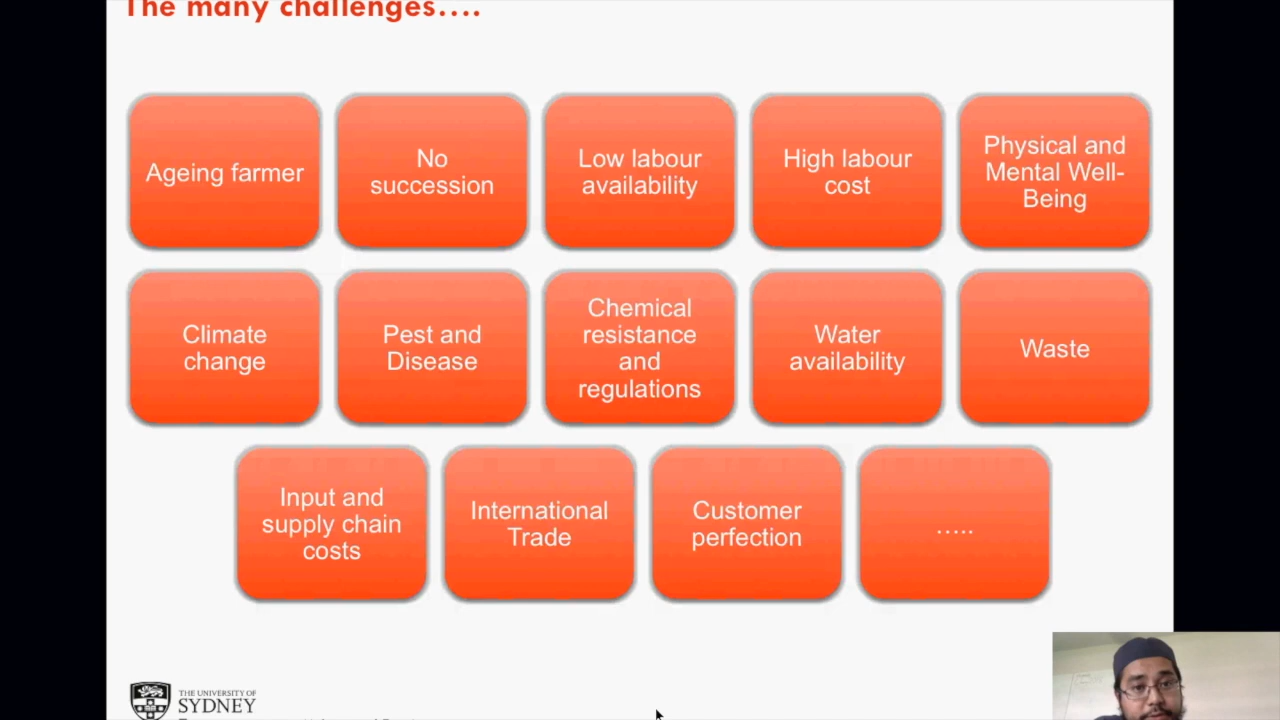 The many challenges....
Ageing farmer
No
succession
Low labour
availability
High labour
cost
Physical and
Mental Well-
Being
Climate
change
Pest and
Disease
Chemical
resistance
and
regulations
Water
availability
Waste
Input and
supply chain
costs
International
Trade
Customer
perfection
.....
THE UNIVERSITY OF
SYDNEY